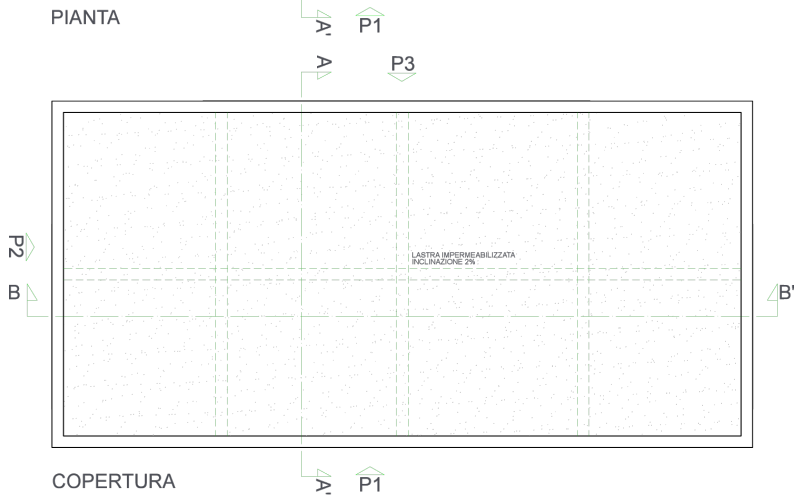 PIANTA
A'
P1
A
P3
LASTRA IMPERMEABILIZZATA
INCLINAZIONE 2%
P2
B
B'
COPERTURA
A'
P1